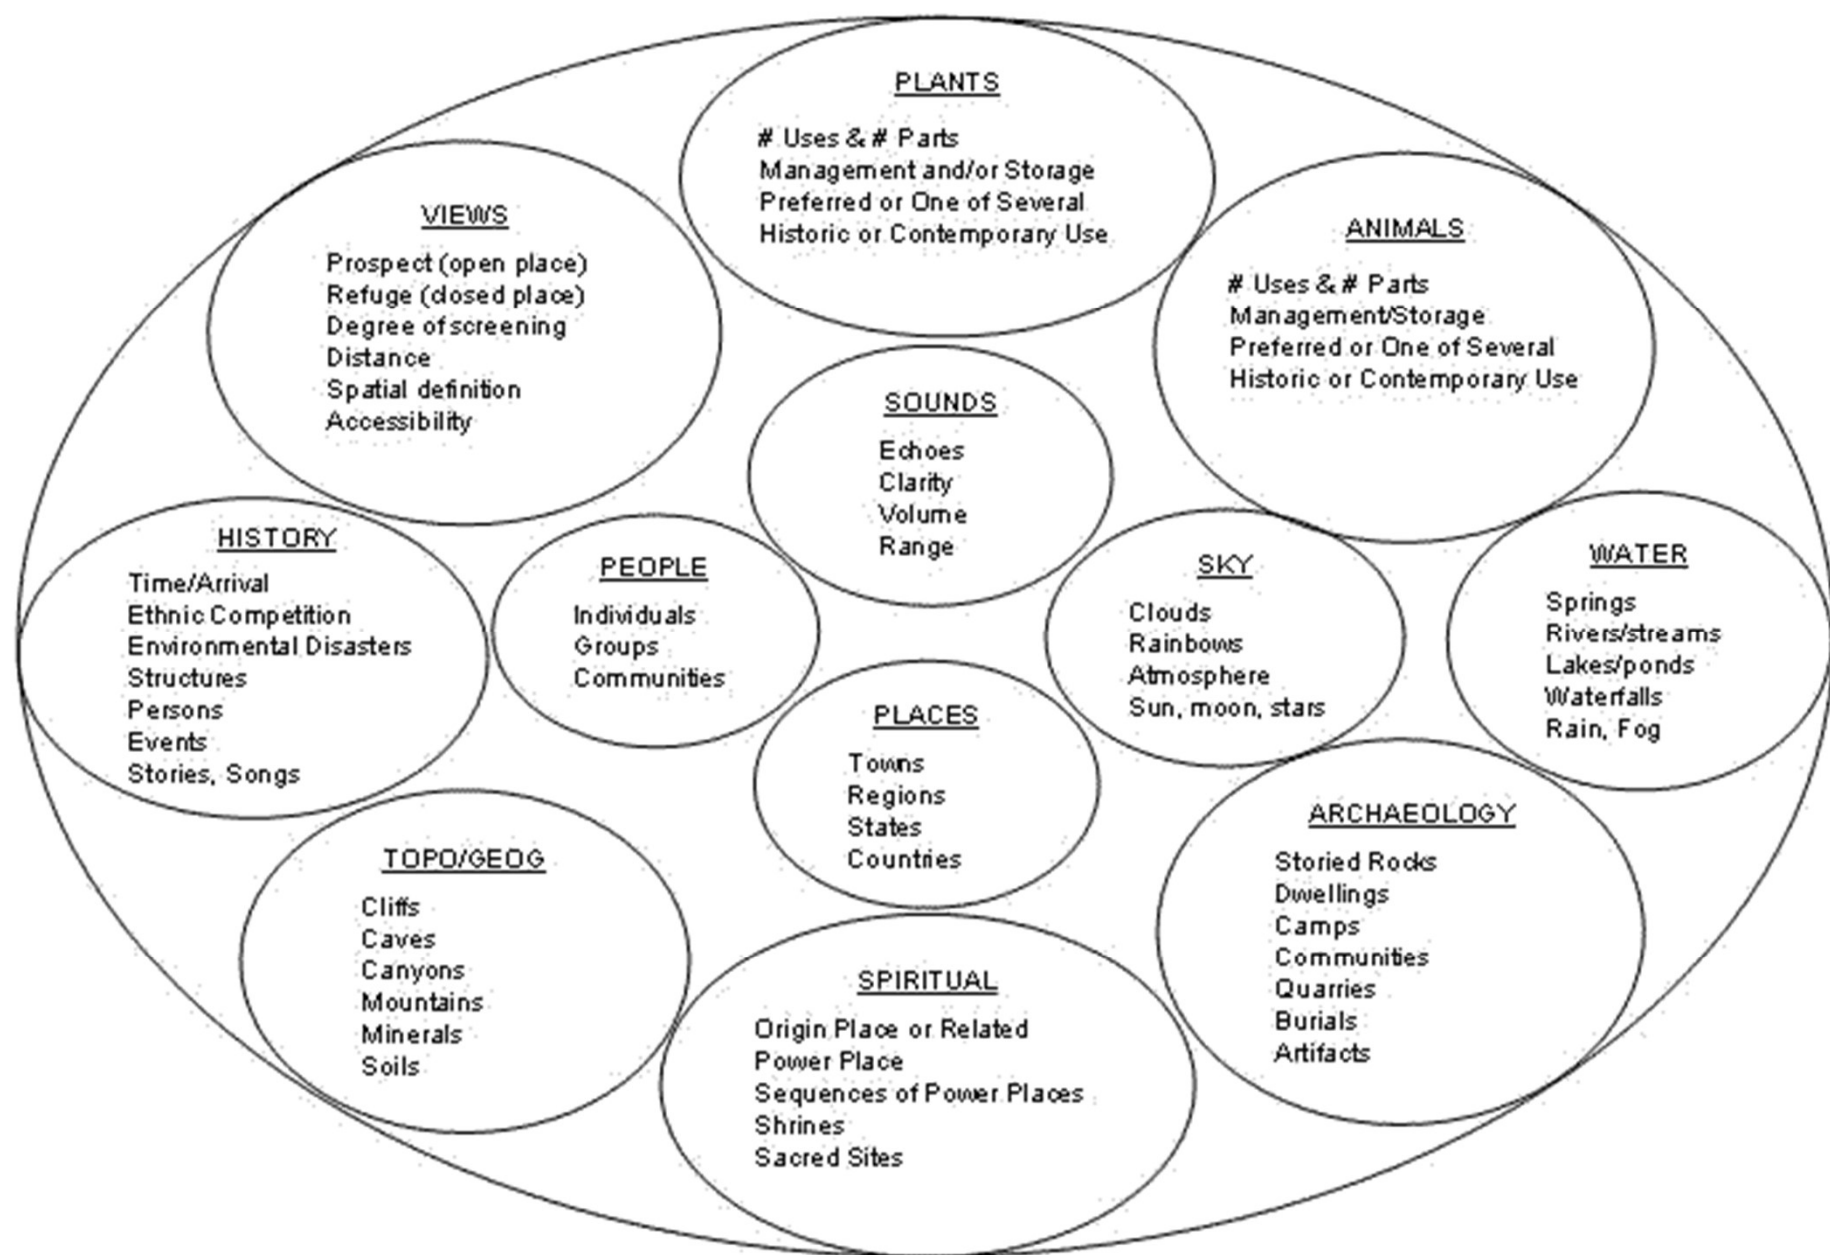 PLANTS
# Uses & # Parts
Management and/or Storage
Preferred or One of Several
Historic or Contemporary Use
VIEWS
Prospect (open place)
Refuge (closed place)
Degree of screening
Distance
Spatial definition
Accessibility
ANIMALS
# Uses & # Parts
Management/Storage
Preferred or One of Several
Historic or Contemporary Use
SOUNDS
Echoes
Clarity
Volume
Range
HISTORY
Time/Arrival
Ethnic Competition
Environmental Disasters
Structures
Persons
Events
Stories, Songs
PEOPLE
Individuals
Groups
Communities
SKY
Clouds
Rainbows
Atmosphere
Sun, moon, stars
WATER
Springs
Rivers/streams
Lakes/ponds
Waterfalls
Rain, Fog
PLACES
Towns
Regions
States
Countries
TOPO/GEOG
Cliffs
Caves
Canyons
Mountains
Minerals
Soils
SPIRITUAL
Origin Place or Related
Power Place
Sequences of Power Places
Shrines
Sacred Sites
ARCHAEOLOGY
Storied Rocks
Dwellings
Camps
Communities
Quarries
Burials
Artifacts